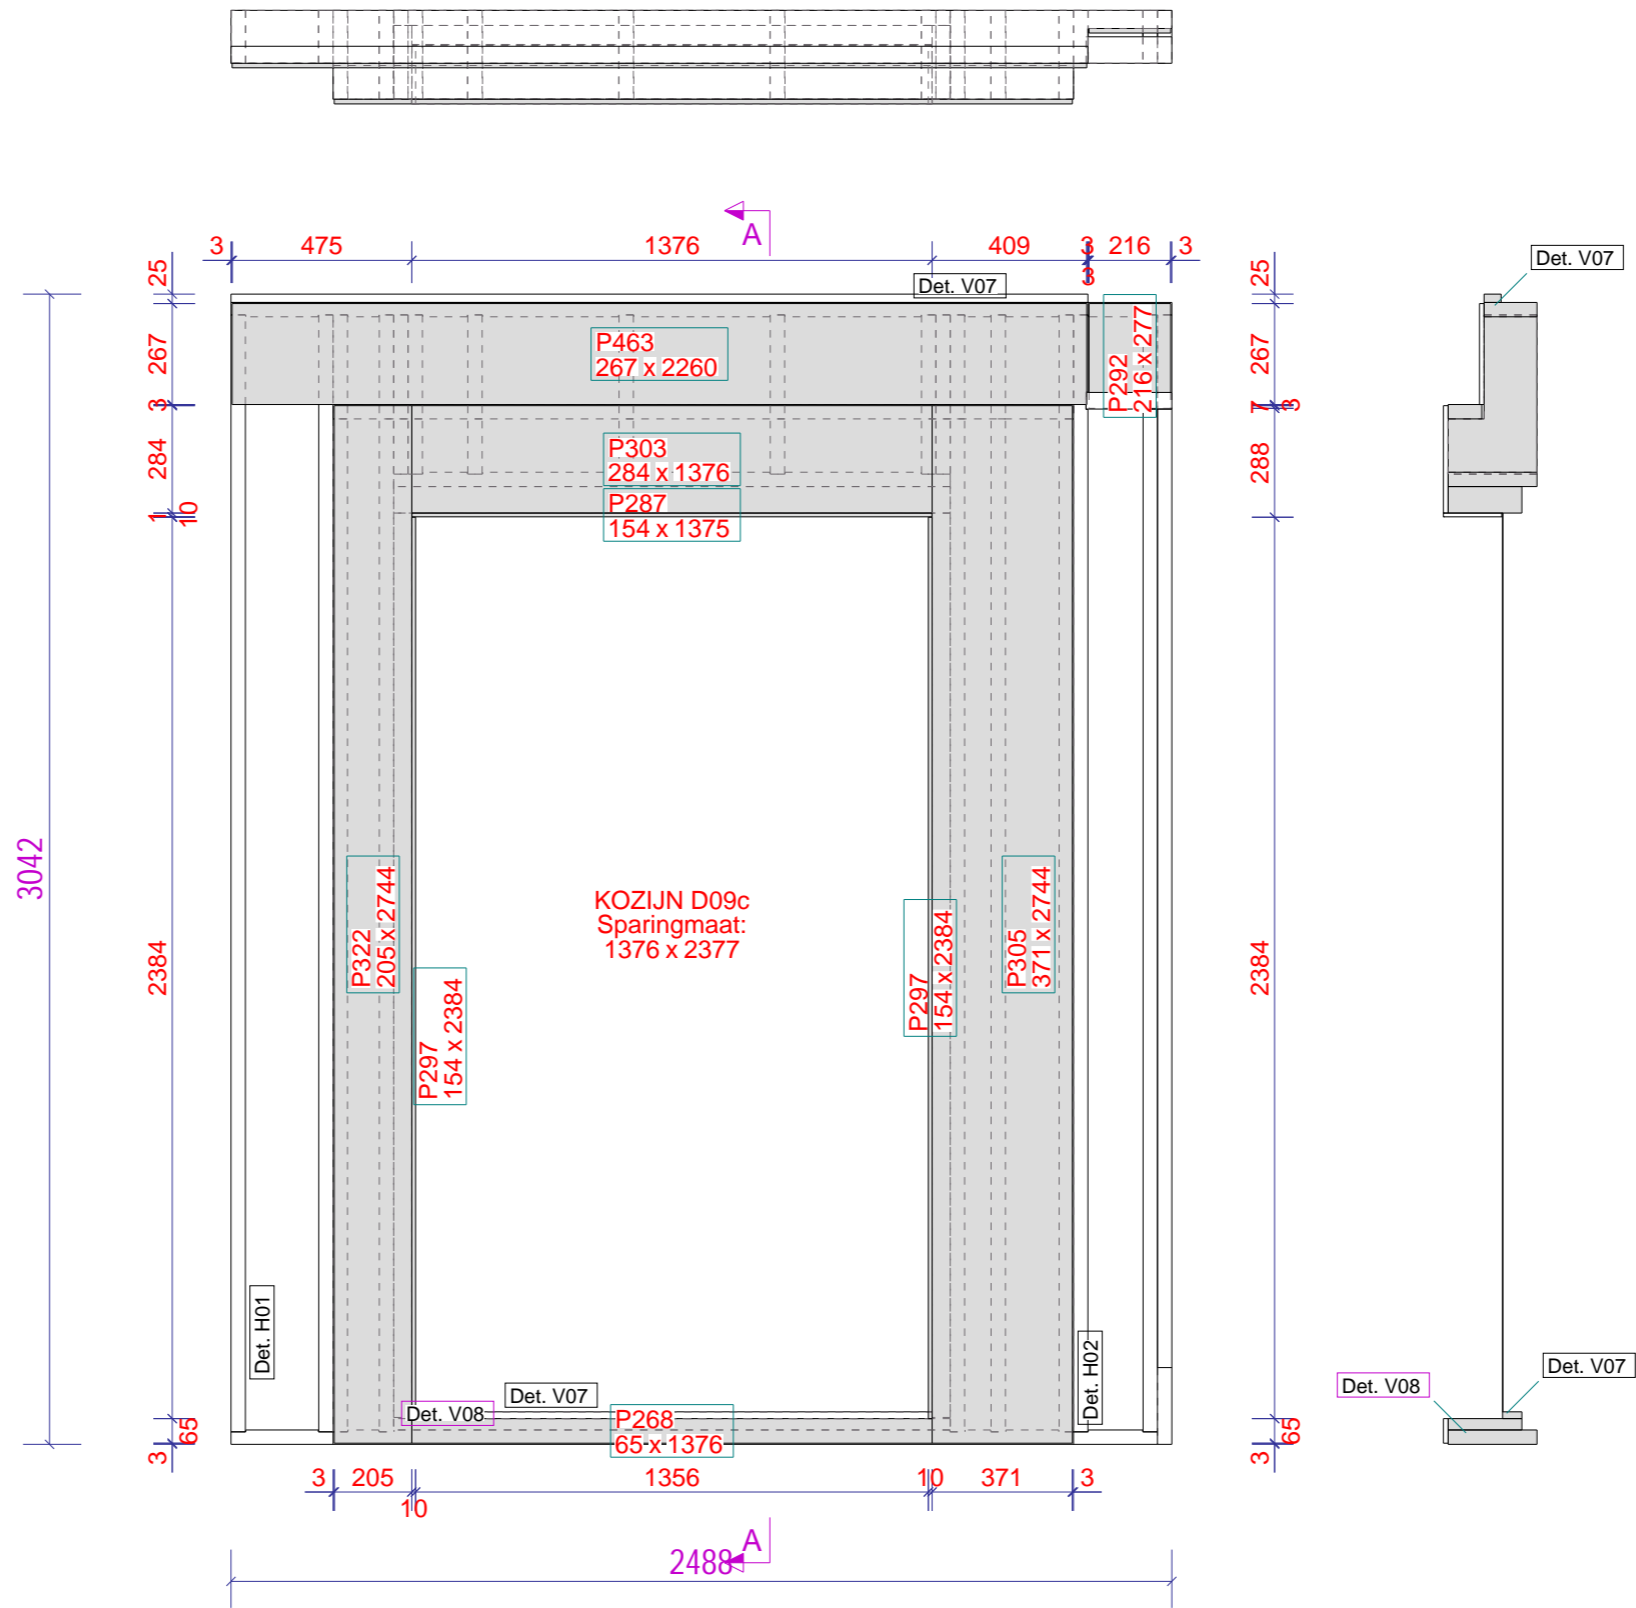 A
3
475
1376
409
3
216
3
3
Det. V07
Det. V07
25
267
3
284
1
10
2384
65
3
3042
P463
267 x 2260
P292
216 x 277
P303
284 x 1376
P287
154 x 1375
25
267
7
3
288
2384
65
3
P322
205 x 2744
KOZIJN D09c
Sparingmaat:
1376 x 2377
P297
154 x 2384
P297
154 x 2384
P305
371 x 2744
Det. H01
Det. H02
Det. V07
Det. V08
P268
65 x 1376
Det. V08
Det. V07
3
205
10
1356
10
371
3
A
2488